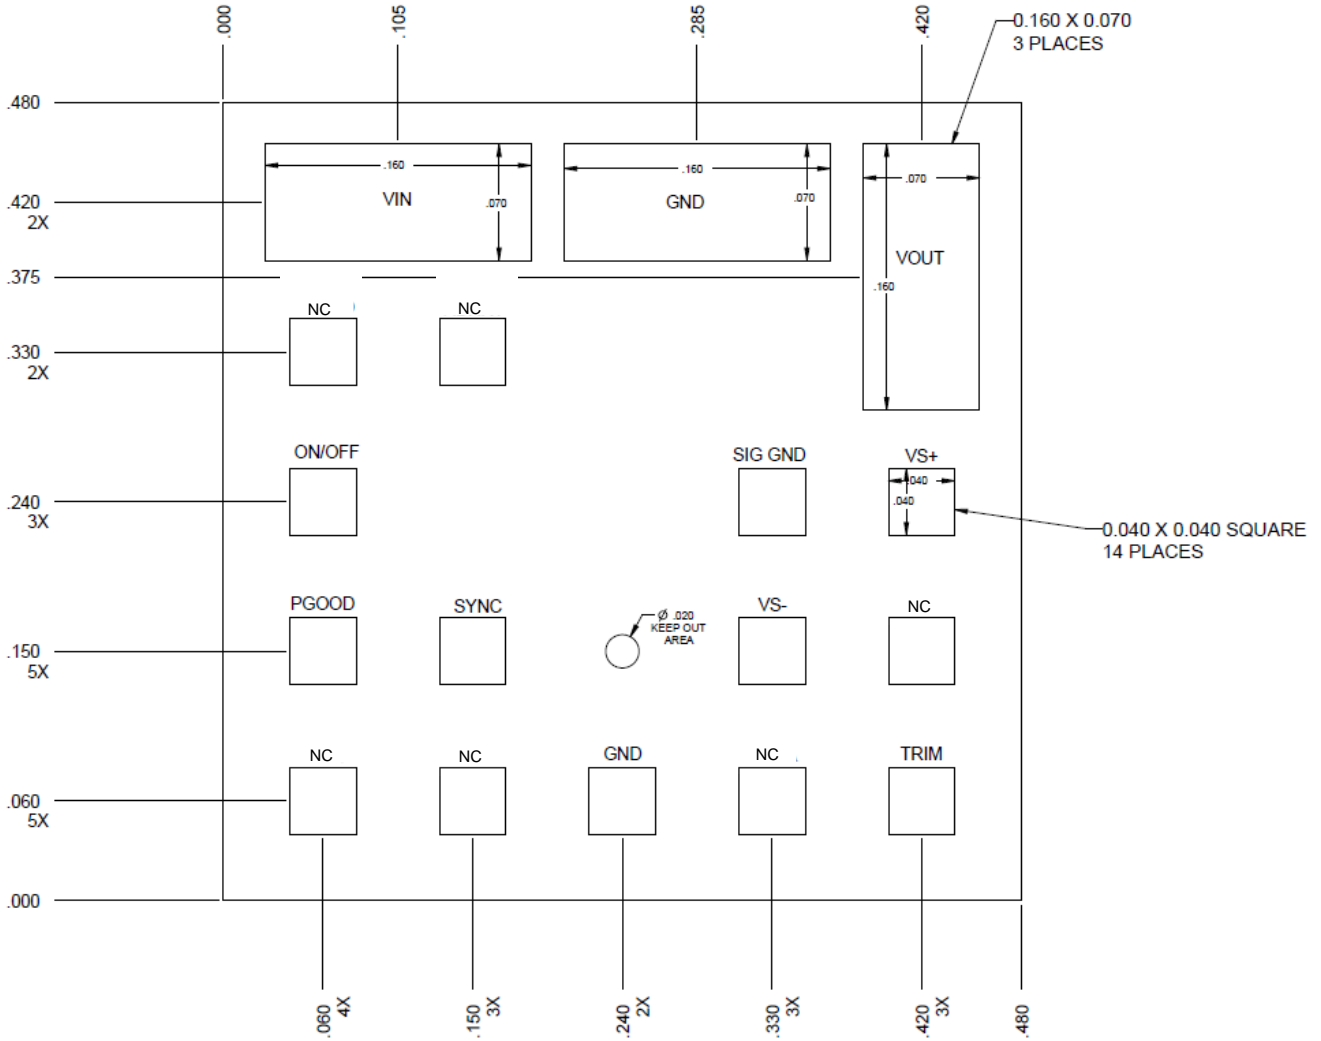 .000
.105
.285
.420
0.160 X 0.070
3 PLACES
.480
.160
.160
.070
VIN
.070
GND
.070
.420
2X
VOUT
.375
.160
NC
NC
.330
2X
ON/OFF
SIG GND
VS+
.040
.040
.240
3X
0.040 X 0.040 SQUARE
14 PLACES
PGOOD
SYNC
Ø .020
KEEP OUT
AREA
VS-
NC
.150
5X
NC
NC
GND
NC
TRIM
.060
5X
.000
.060 4X
.150 3X
.240 2X
.330 3X
.420 3X
.480